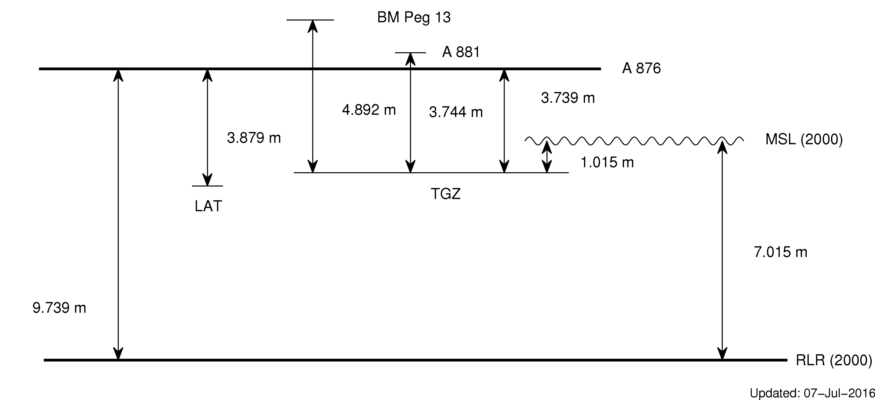 BM Peg 13
A 881
A 876
4.892 m
3.744 m
3.739 m
3.879 m
MSL (2000)
1.015 m
TGZ
LAT
7.015 m
9.739 m
RLR (2000)
Updated: 07−Jul−2016